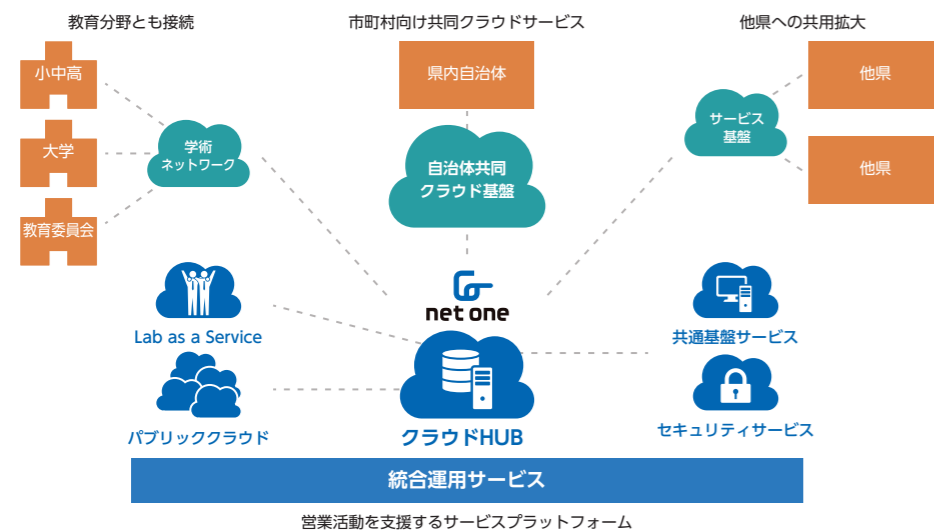 教育分野とも接続
市町村向け共同クラウドサービス
他県への共用拡大
小中高
大学
教育委員会
学術
ネットワーク
県内自治体
自治体共同
クラウド基盤
サービス
基盤
他県
他県
net one
Lab as a Service
パブリッククラウド
クラウドHUB
共通基盤サービス
セキュリティサービス
統合運用サービス
営業活動を支援するサービスプラットフォーム